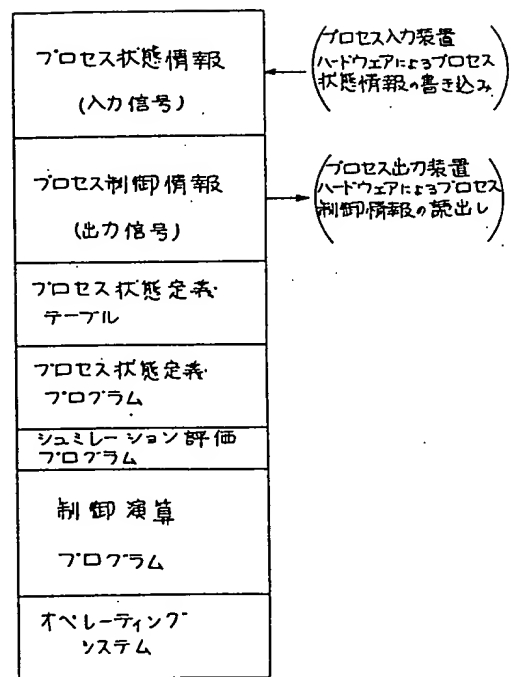 プロセス状態情報
(入力信号)
プロセス入力装置
ハードウェアによるプロセス
状態情報の書き込み
プロセス制御情報
(出力信号)
プロセス出力装置
ハードウェアによるプロセス
制御情報の読出し
プロセス状態定義
テーブル
プロセス状態定義
プログラム
シュミレーション評価
プログラム
制御演算
プログラム
オペレーティング
システム